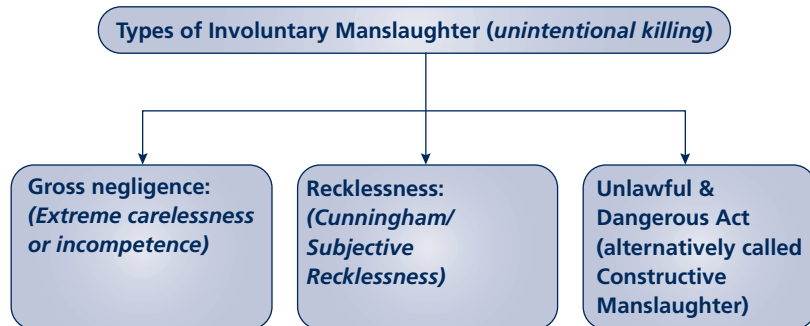 Types of Involuntary Manslaughter (unintentional killing)
Gross negligence:
(Extreme carelessness
or incompetence)
Recklessness:
(Cunningham/
Subjective
Recklessness)
Unlawful &
Dangerous Act
(alternatively called
Constructive
Manslaughter)